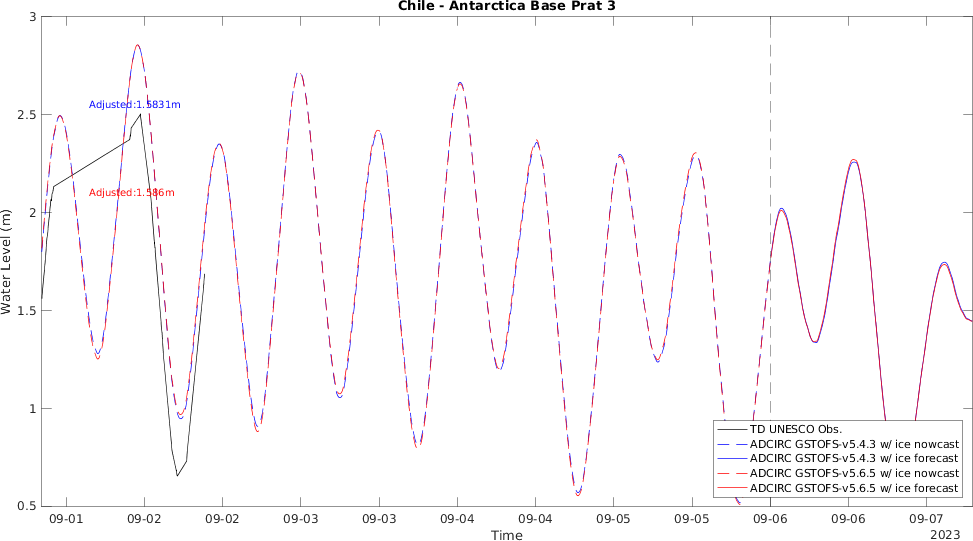 Chile - Antarctica Base Prat 3
3
2.5
2
1.5
1
0.5
Water Level (m)
Adjusted:1.5831m
Adjusted:1.586m
TD UNESCO Obs.
ADCIRC GSTOFS-v5.4.3 w/ ice nowcast
ADCIRC GSTOFS-v5.4.3 w/ ice forecast
ADCIRC GSTOFS-v5.6.5 w/ ice nowcast
ADCIRC GSTOFS-v5.6.5 w/ ice forecast
09-01 09-02 09-02 09-03 09-03 09-04 09-04 09-05 09-05 09-06 09-06 09-07
Time
2023